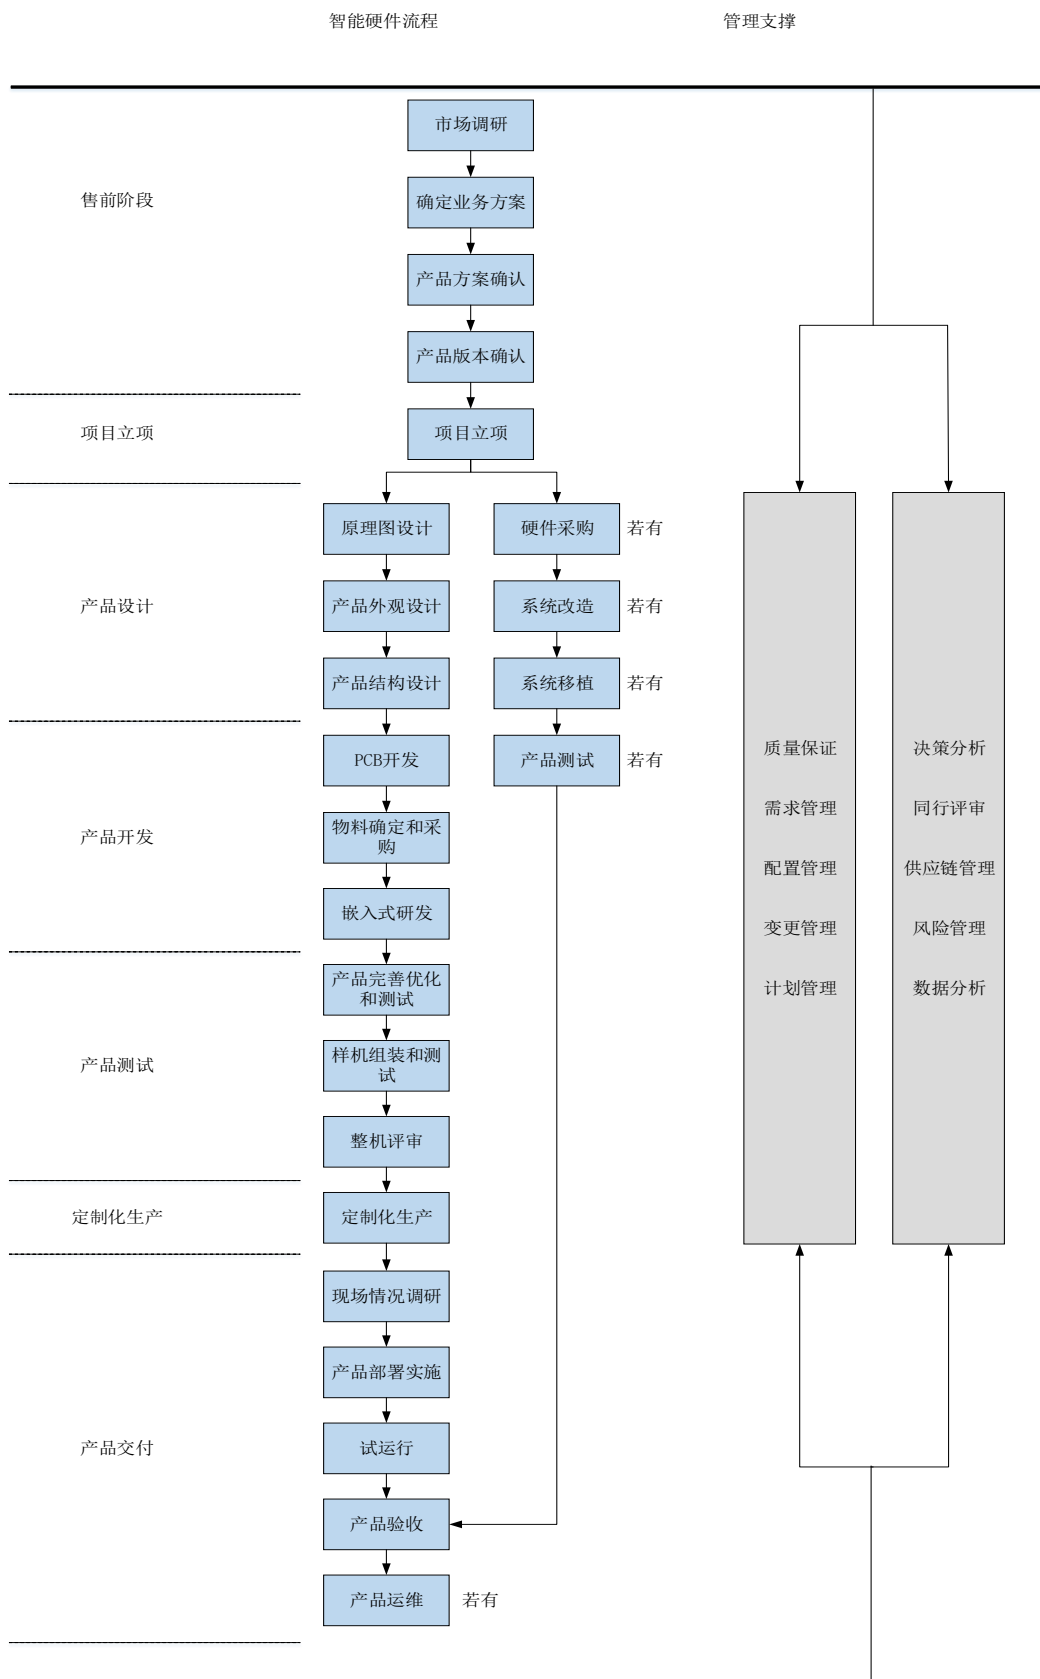 智能硬件流程
管理支撑
售前阶段
市场调研
确定业务方案
产品方案确认
产品版本确认
项目立项
项目立项
产品设计
原理图设计
硬件采购
若有
产品外观设计
系统改造
若有
产品结构设计
系统移植
若有
产品开发
PCB开发
产品测试
若有
物料确定和采
购
嵌入式研发
产品测试
产品完善优化
和测试
样机组装和测
试
整机评审
定制化生产
定制化生产
产品交付
现场情况调研
产品部署实施
试运行
产品验收
产品运维
若有
质量保证
需求管理
配置管理
变更管理
计划管理
决策分析
同行评审
供应链管理
风险管理
数据分析